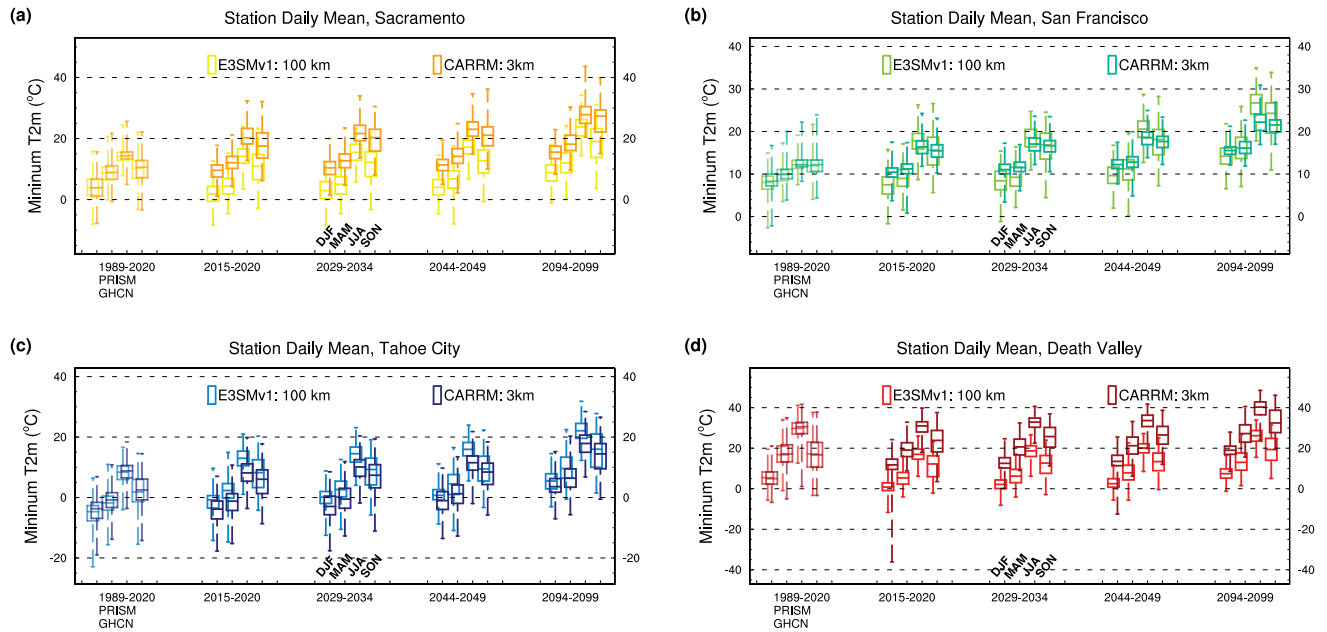 (a) Station Daily Mean, Sacramento
E3SMv1: 100 km CARRM: 3km
Mininum T2m (°C)
40 40
20 20
0 0
DJF MAM JJA SON
1989-2020 2015-2020 2029-2034 2044-2049 2094-2099
PRISM
GHCN
(b) Station Daily Mean, San Francisco
E3SMv1: 100 km CARRM: 3km
Mininum T2m (°C)
40 40
30 30
20 20
10 10
0 0
DJF MAM JJA SON
1989-2020 2015-2020 2029-2034 2044-2049 2094-2099
PRISM
GHCN
(c) Station Daily Mean, Tahoe City
E3SMv1: 100 km CARRM: 3km
Mininum T2m (°C)
40 40
20 20
0 0
-20 -20
DJF MAM JJA SON
1989-2020 2015-2020 2029-2034 2044-2049 2094-2099
PRISM
GHCN
(d) Station Daily Mean, Death Valley
E3SMv1: 100 km CARRM: 3km
Mininum T2m (°C)
40 40
20 20
0 0
-20 -20
-40 -40
DJF MAM JJA SON
1989-2020 2015-2020 2029-2034 2044-2049 2094-2099
PRISM
GHCN